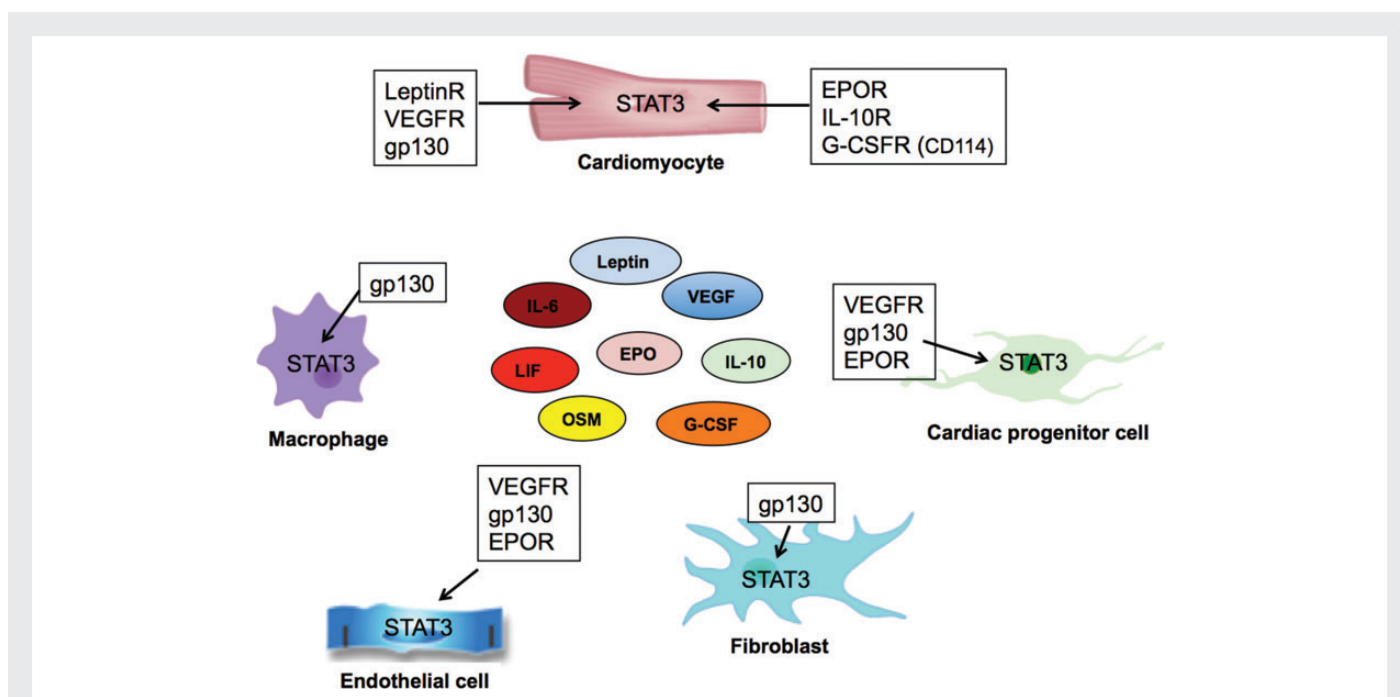 LeptinR
VEGFR
gp130
STAT3
EPOR
IL-10R
G-CSFR (CD114)
Cardiomyocyte
Leptin
IL-6
VEGF
EPO
IL-10
LIF
OSM
G-CSF
gp130
STAT3
Macrophage
VEGFR
gp130
EPOR
STAT3
Cardiac progenitor cell
VEGFR
gp130
EPOR
STAT3
Endothelial cell
gp130
STAT3
Fibroblast